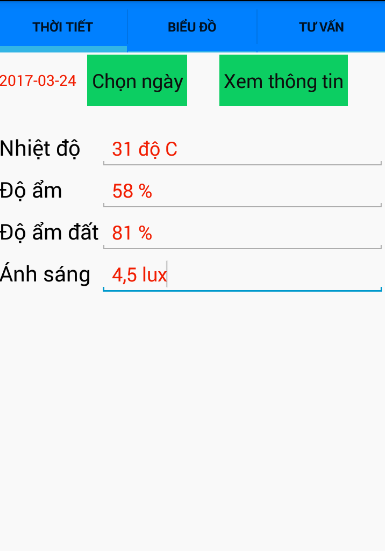 THỜI TIẾT BIỂU ĐỒ TƯ VẤN
2017-03-24 Chọn ngày Xem thông tin
Nhiệt độ 31 độ C
Độ ẩm 58 %
Độ ẩm đất 81 %
Ánh sáng 4,5 lux